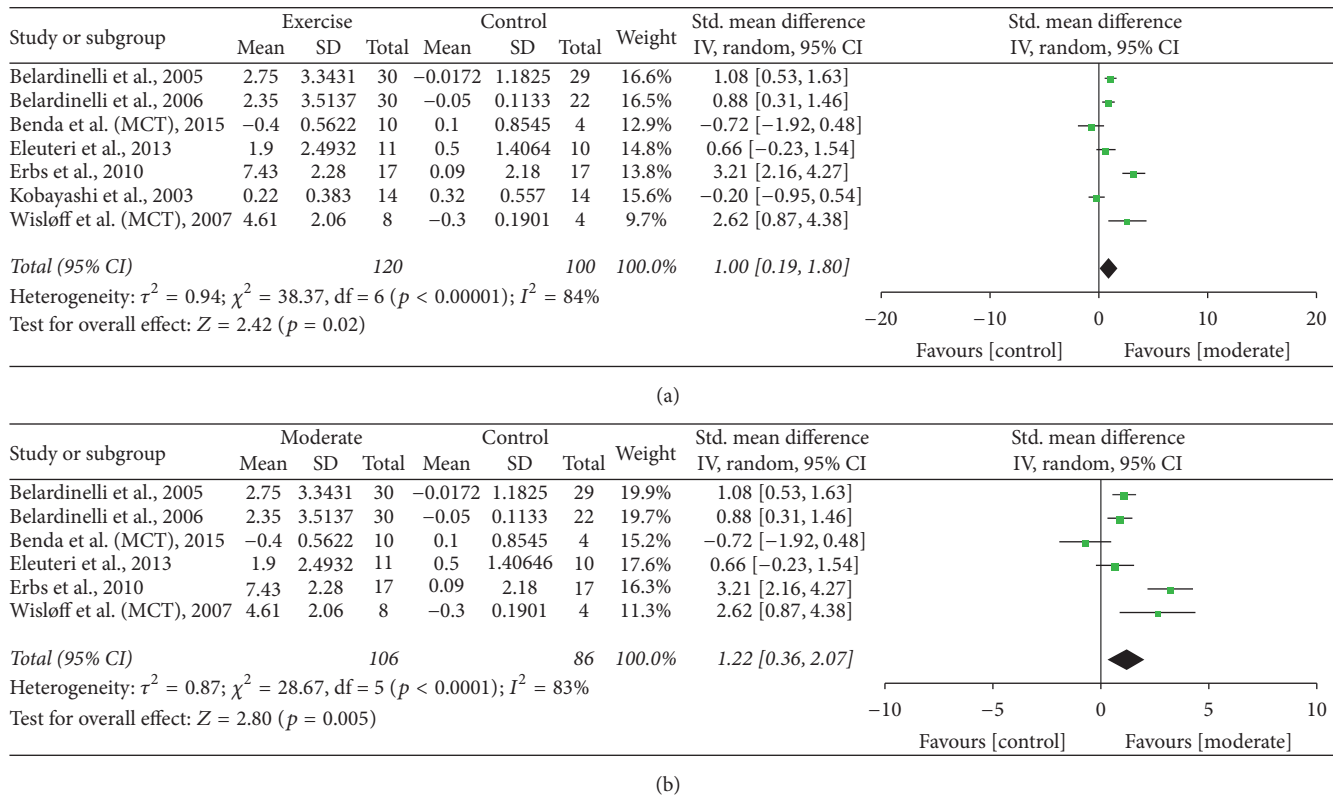 Exercise Control Std. mean difference Std. mean difference
Study or subgroup Mean SD Total Mean SD Total Weight IV, random, 95% CI IV, random, 95% CI
Belardinelli et al., 2005 2.75 3.3431 30 −0.0172 1.1825 29 16.6% 1.08 [0.53, 1.63]
Belardinelli et al., 2006 2.35 3.5137 30 −0.05 0.1133 22 16.5% 0.88 [0.31, 1.46]
Benda et al. (MCT), 2015 −0.4 0.5622 10 0.1 0.8545 4 12.9% −0.72 [−1.92, 0.48]
Eleuteri et al., 2013 1.9 2.4932 11 0.5 1.4064 10 14.8% 0.66 [−0.23, 1.54]
Erbs et al., 2010 7.43 2.28 17 0.09 2.18 17 13.8% 3.21 [2.16, 4.27]
Kobayashi et al., 2003 0.22 0.383 14 0.32 0.557 14 15.6% −0.20 [−0.95, 0.54]
Wisløff et al. (MCT), 2007 4.61 2.06 8 −0.3 0.1901 4 9.7% 2.62 [0.87, 4.38]
Total (95% CI) 120 100 100.0% 1.00 [0.19, 1.80]
Heterogeneity: τ² = 0.94; χ² = 38.37, df = 6 (p < 0.00001); I² = 84%
Test for overall effect: Z = 2.42 (p = 0.02)
−20 −10 0 10 20
Favours [control] Favours [moderate]
(a)
Moderate Control Std. mean difference Std. mean difference
Study or subgroup Mean SD Total Mean SD Total Weight IV, random, 95% CI IV, random, 95% CI
Belardinelli et al., 2005 2.75 3.3431 30 −0.0172 1.1825 29 19.9% 1.08 [0.53, 1.63]
Belardinelli et al., 2006 2.35 3.5137 30 −0.05 0.1133 22 19.7% 0.88 [0.31, 1.46]
Benda et al. (MCT), 2015 −0.4 0.5622 10 0.1 0.8545 4 15.2% −0.72 [−1.92, 0.48]
Eleuteri et al., 2013 1.9 2.4932 11 0.5 1.40646 10 17.6% 0.66 [−0.23, 1.54]
Erbs et al., 2010 7.43 2.28 17 0.09 2.18 17 16.3% 3.21 [2.16, 4.27]
Wisløff et al. (MCT), 2007 4.61 2.06 8 −0.3 0.1901 4 11.3% 2.62 [0.87, 4.38]
Total (95% CI) 106 86 100.0% 1.22 [0.36, 2.07]
Heterogeneity: τ² = 0.87; χ² = 28.67, df = 5 (p < 0.0001); I² = 83%
Test for overall effect: Z = 2.80 (p = 0.005)
−10 −5 0 5 10
Favours [control] Favours [moderate]
(b)